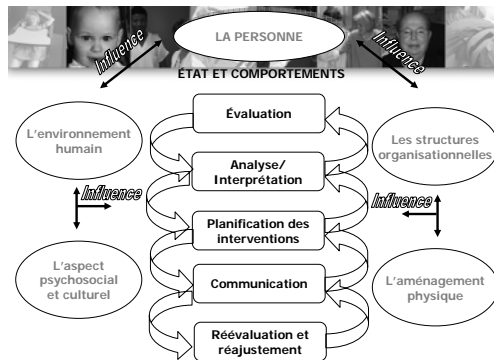 LA PERSONNE
Influence
Influence
ÉTAT ET COMPORTEMENTS
Évaluation
L'environnement
humain
Les structures
organisationnelles
Analyse/
Interprétation
Influence
Influence
Planification des
interventions
L'aspect
psychosocial
et culturel
Communication
L'aménagement
physique
Réévaluation et
réajustement